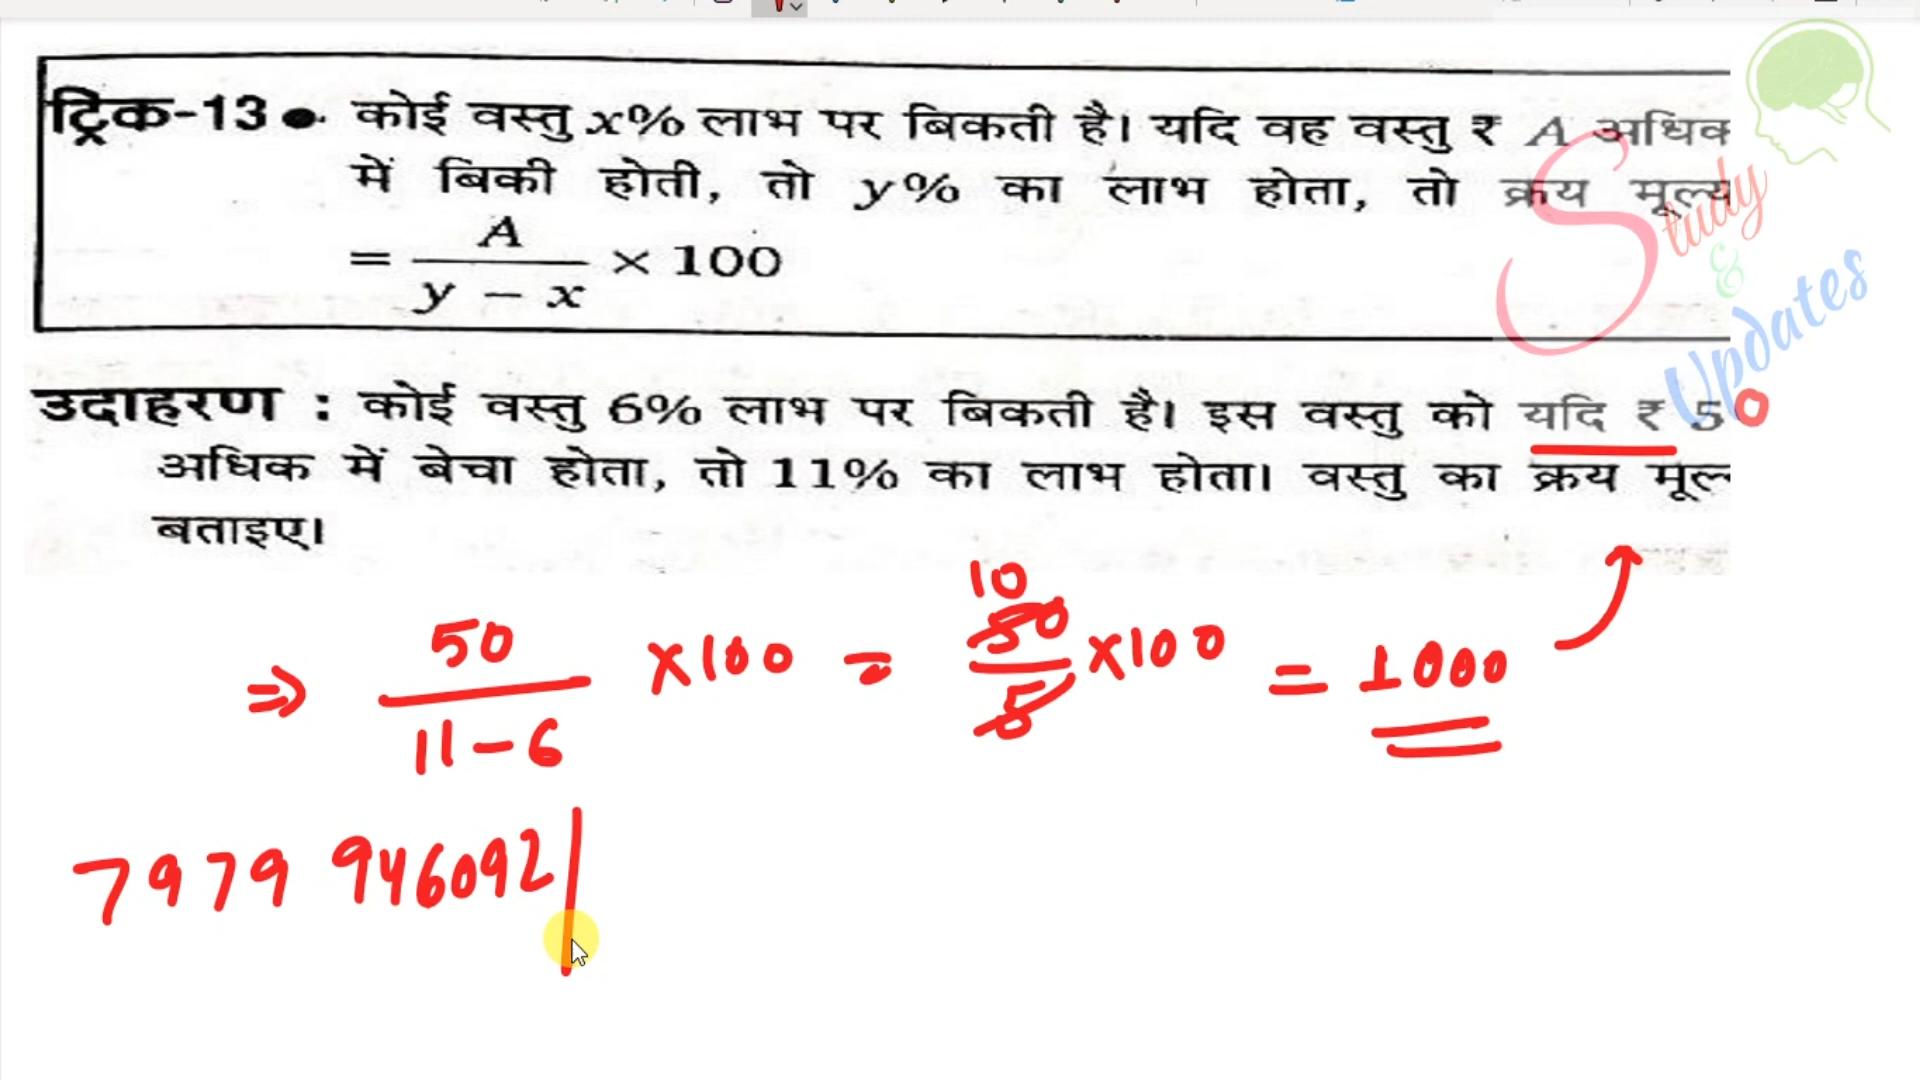 ट्रिक-13 ● कोई वस्तु x% लाभ पर बिकती है। यदि वह वस्तु ₹ A अधिक
में बिकी होती, तो y% का लाभ होता, तो क्रय मूल्य
= A / (y - x) × 100
Study
&
Updates
उदाहरण : कोई वस्तु 6% लाभ पर बिकती है। इस वस्तु को यदि ₹ 50
अधिक में बेचा होता, तो 11% का लाभ होता। वस्तु का क्रय मूल
बताइए।
⇒ 50 / (11-6) ×100 = 50 / 5 ×100 = 1000
10
7979 946092